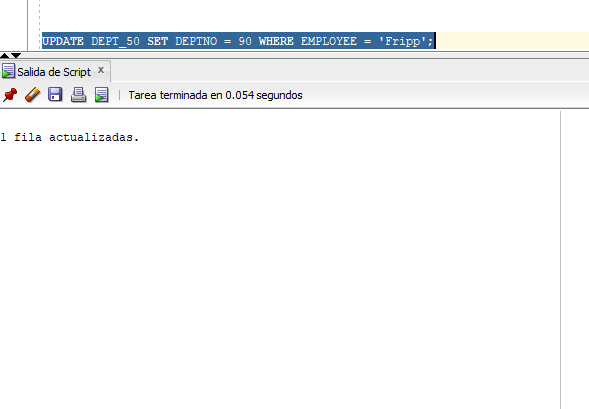 UPDATE DEPT_50 SET DEPTNO = 90 WHERE EMPLOYEE = 'Fripp';
Salida de Script x
Tarea terminada en 0.054 segundos
1 fila actualizadas.